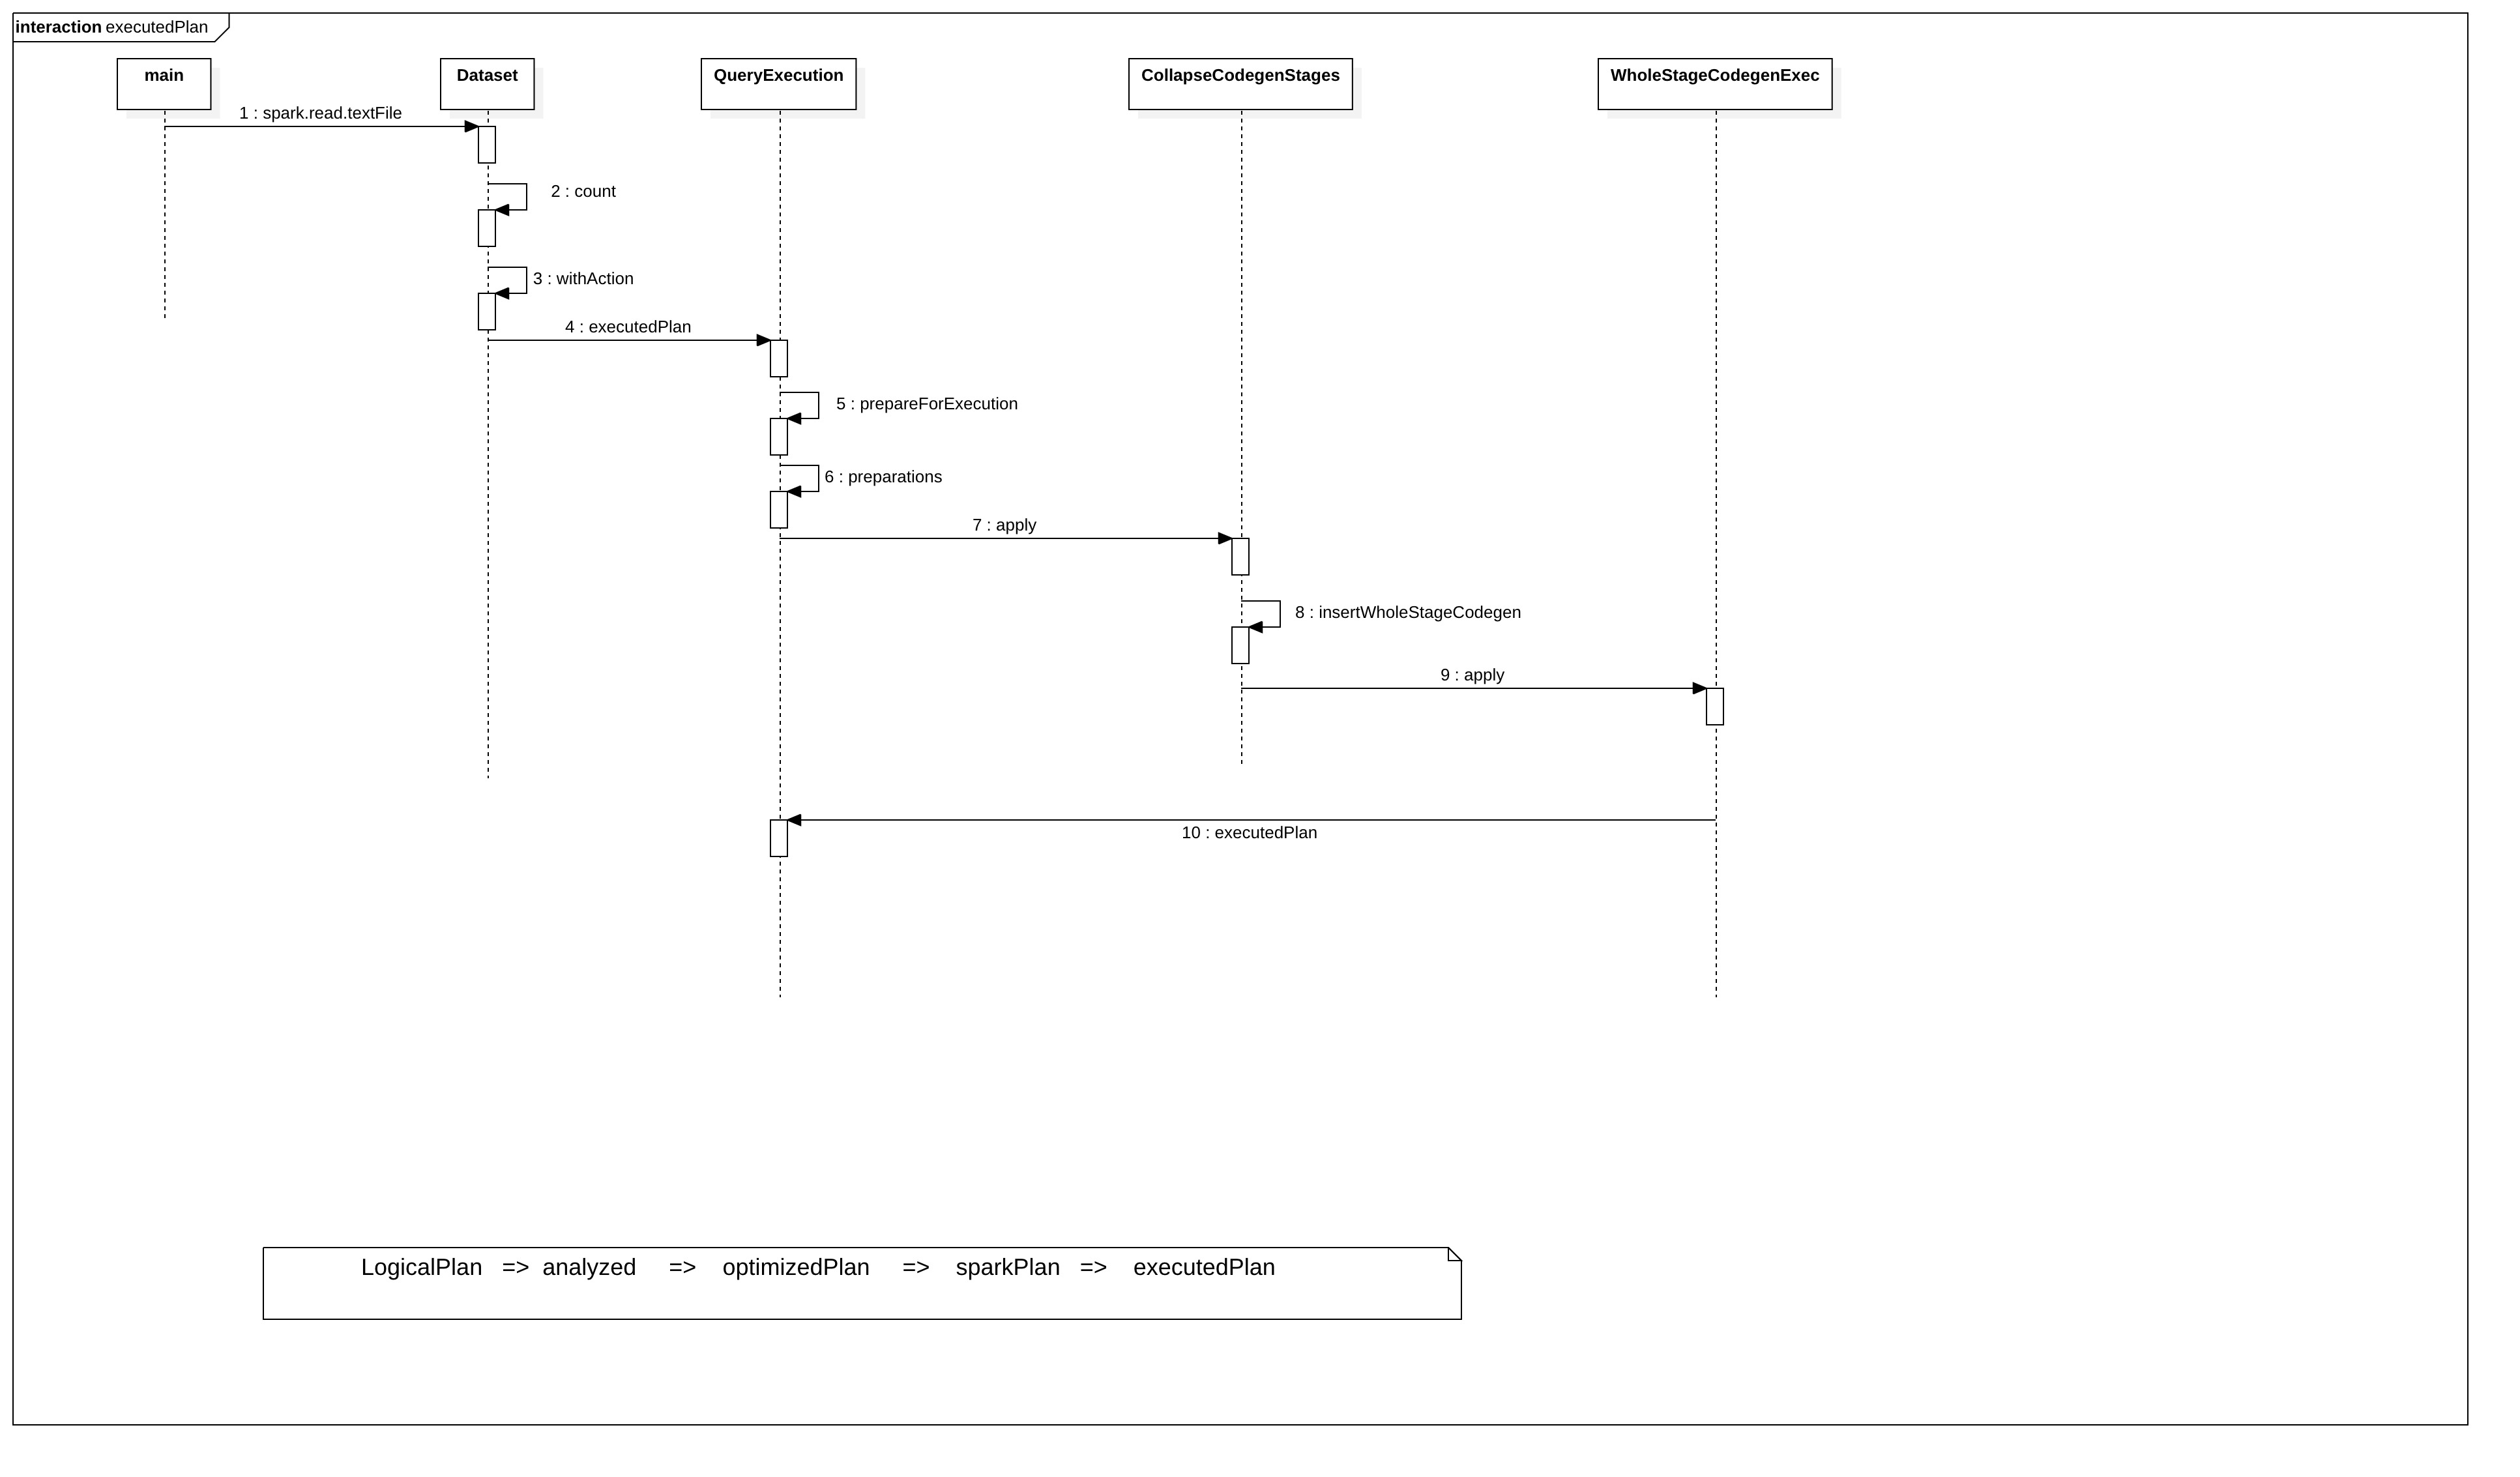 interaction executedPlan
main
Dataset
QueryExecution
CollapseCodegenStages
WholeStageCodegenExec
1 : spark.read.textFile
2 : count
3 : withAction
4 : executedPlan
5 : prepareForExecution
6 : preparations
7 : apply
8 : insertWholeStageCodegen
9 : apply
10 : executedPlan
LogicalPlan => analyzed => optimizedPlan => sparkPlan => executedPlan